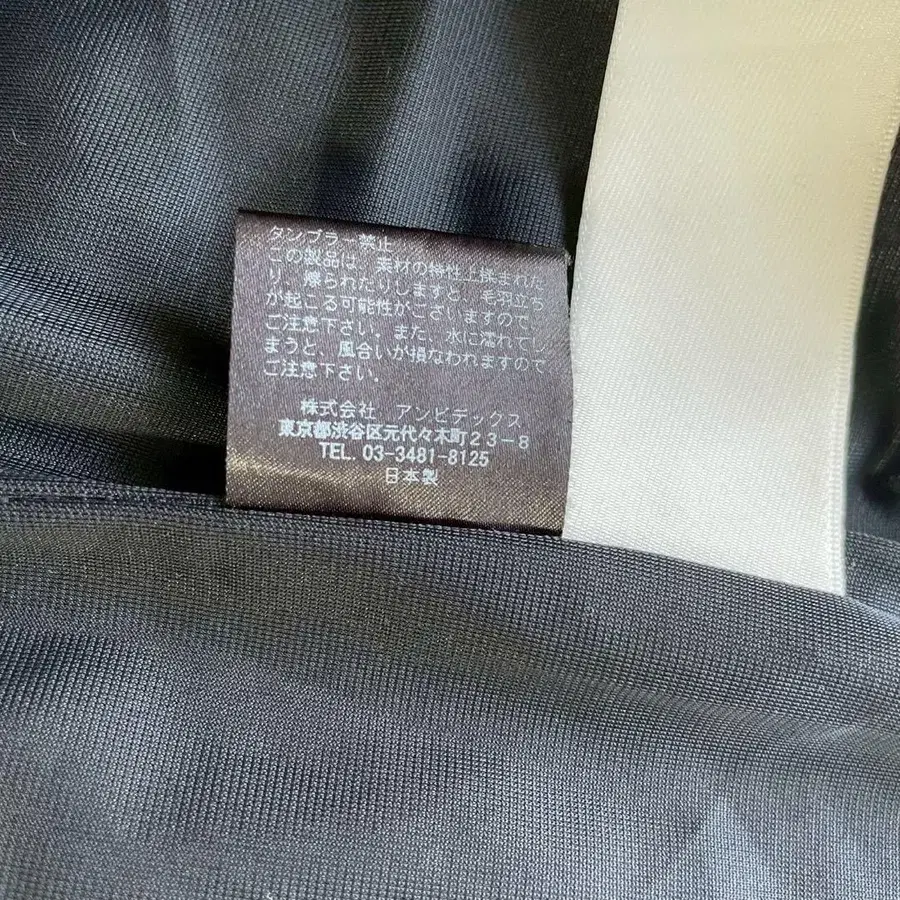 タンブラー禁止
この製品は、素材の特性上揉まれた
り、擦られたりしますと、毛羽立ち
が起こる可能性がございますので、
ご注意下さい。また、水に濡れてし
まうと、風合いが損なわれますので
ご注意下さい。
株式会社 アンビデックス
東京都渋谷区元代々木町23-8
TEL. 03-3481-8125
日本製